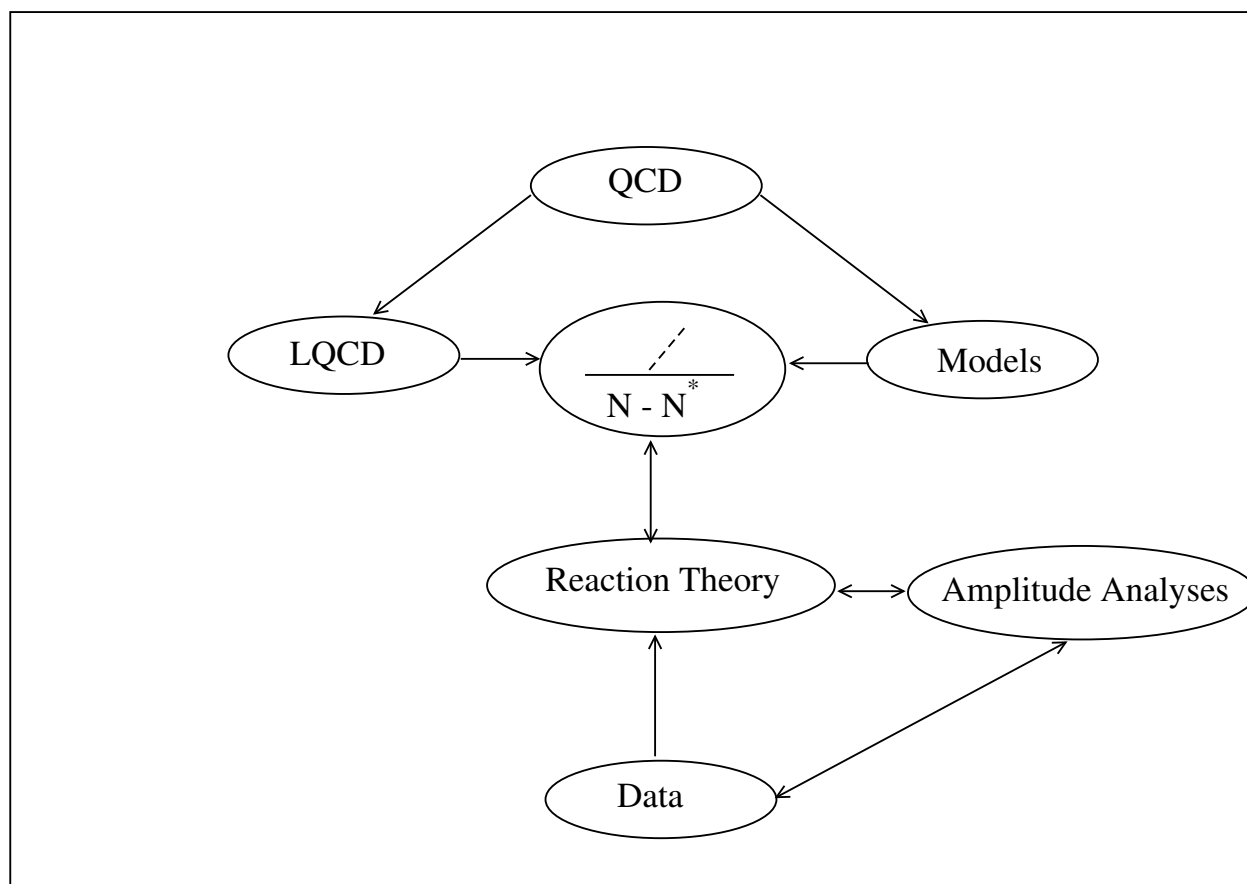 QCD
LQCD
Models
N - N*
Reaction Theory
Amplitude Analyses
Data